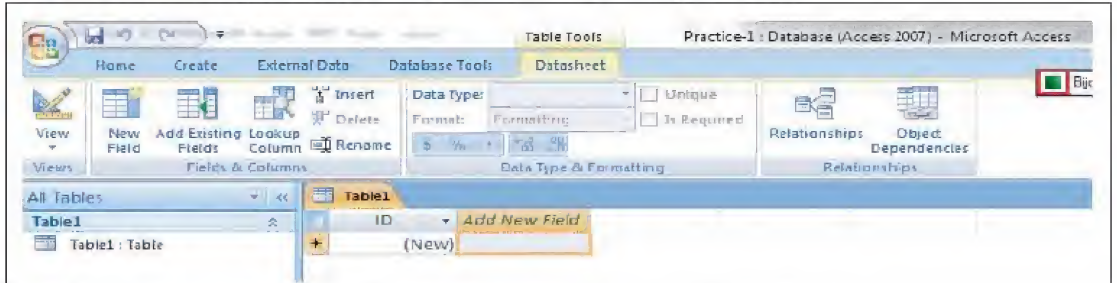 Table Tools Practice-1 : Database (Access 2007) - Microsoft Access
Home Create External Data Database Tools Datasheet
Bijo
View
New Field
Add Existing Fields
Lookup Column
Insert
Delete
Rename
Data Type:
Format: Formatting
$ %
Unique
Is Required
Relationships
Object Dependencies
Views Fields & Columns Data Type & Formatting Relationships
All Tables
Table1
Table1
ID Add New Field
Table1 : Table
(New)